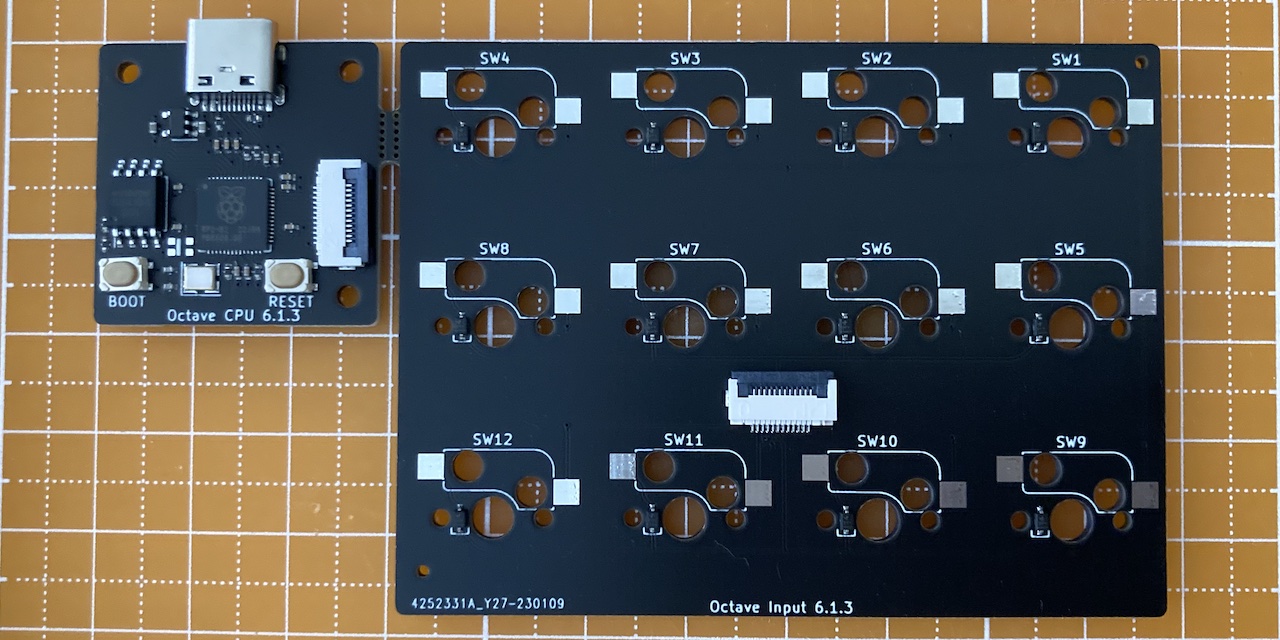 SW4 SW3 SW2 SW1
SW8 SW7 SW6 SW5
BOOT RESET
Octave CPU 6.1.3
SW12 SW11 SW10 SW9
4252331A_Y27-230109
Octave Input 6.1.3